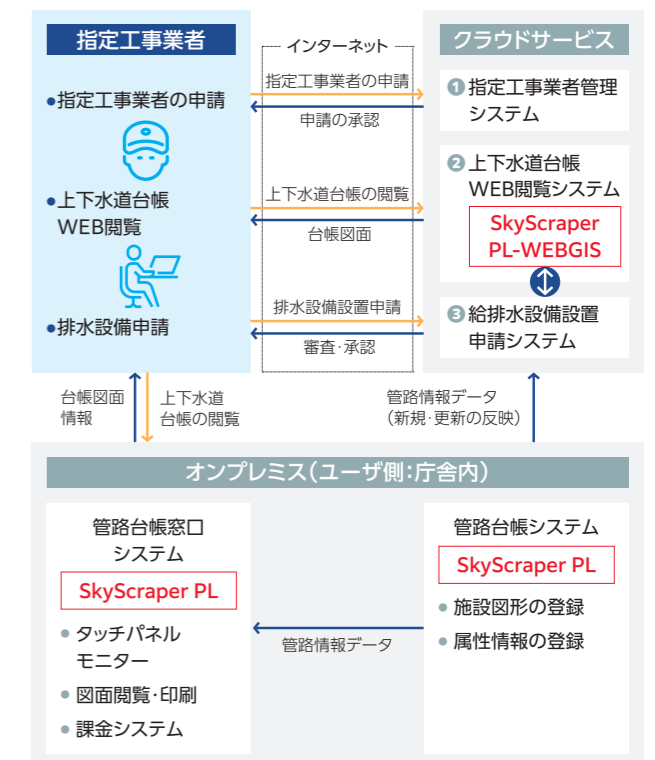 指定工事業者
インターネット
クラウドサービス
●指定工事業者の申請
指定工事業者の申請
申請の承認
❶指定工事業者管理
システム
●上下水道台帳
WEB閲覧
上下水道台帳の閲覧
台帳図面
❷上下水道台帳
WEB閲覧システム
SkyScraper
PL-WEBGIS
●排水設備申請
排水設備設置申請
審査・承認
❸給排水設備設置
申請システム
台帳図面
情報
上下水道
台帳の閲覧
管路情報データ
(新規・更新の反映)
オンプレミス(ユーザ側:庁舎内)
管路台帳窓口
システム
SkyScraper PL
●タッチパネル
モニター
●図面閲覧・印刷
●課金システム
管路情報データ
管路台帳システム
SkyScraper PL
●施設図形の登録
●属性情報の登録